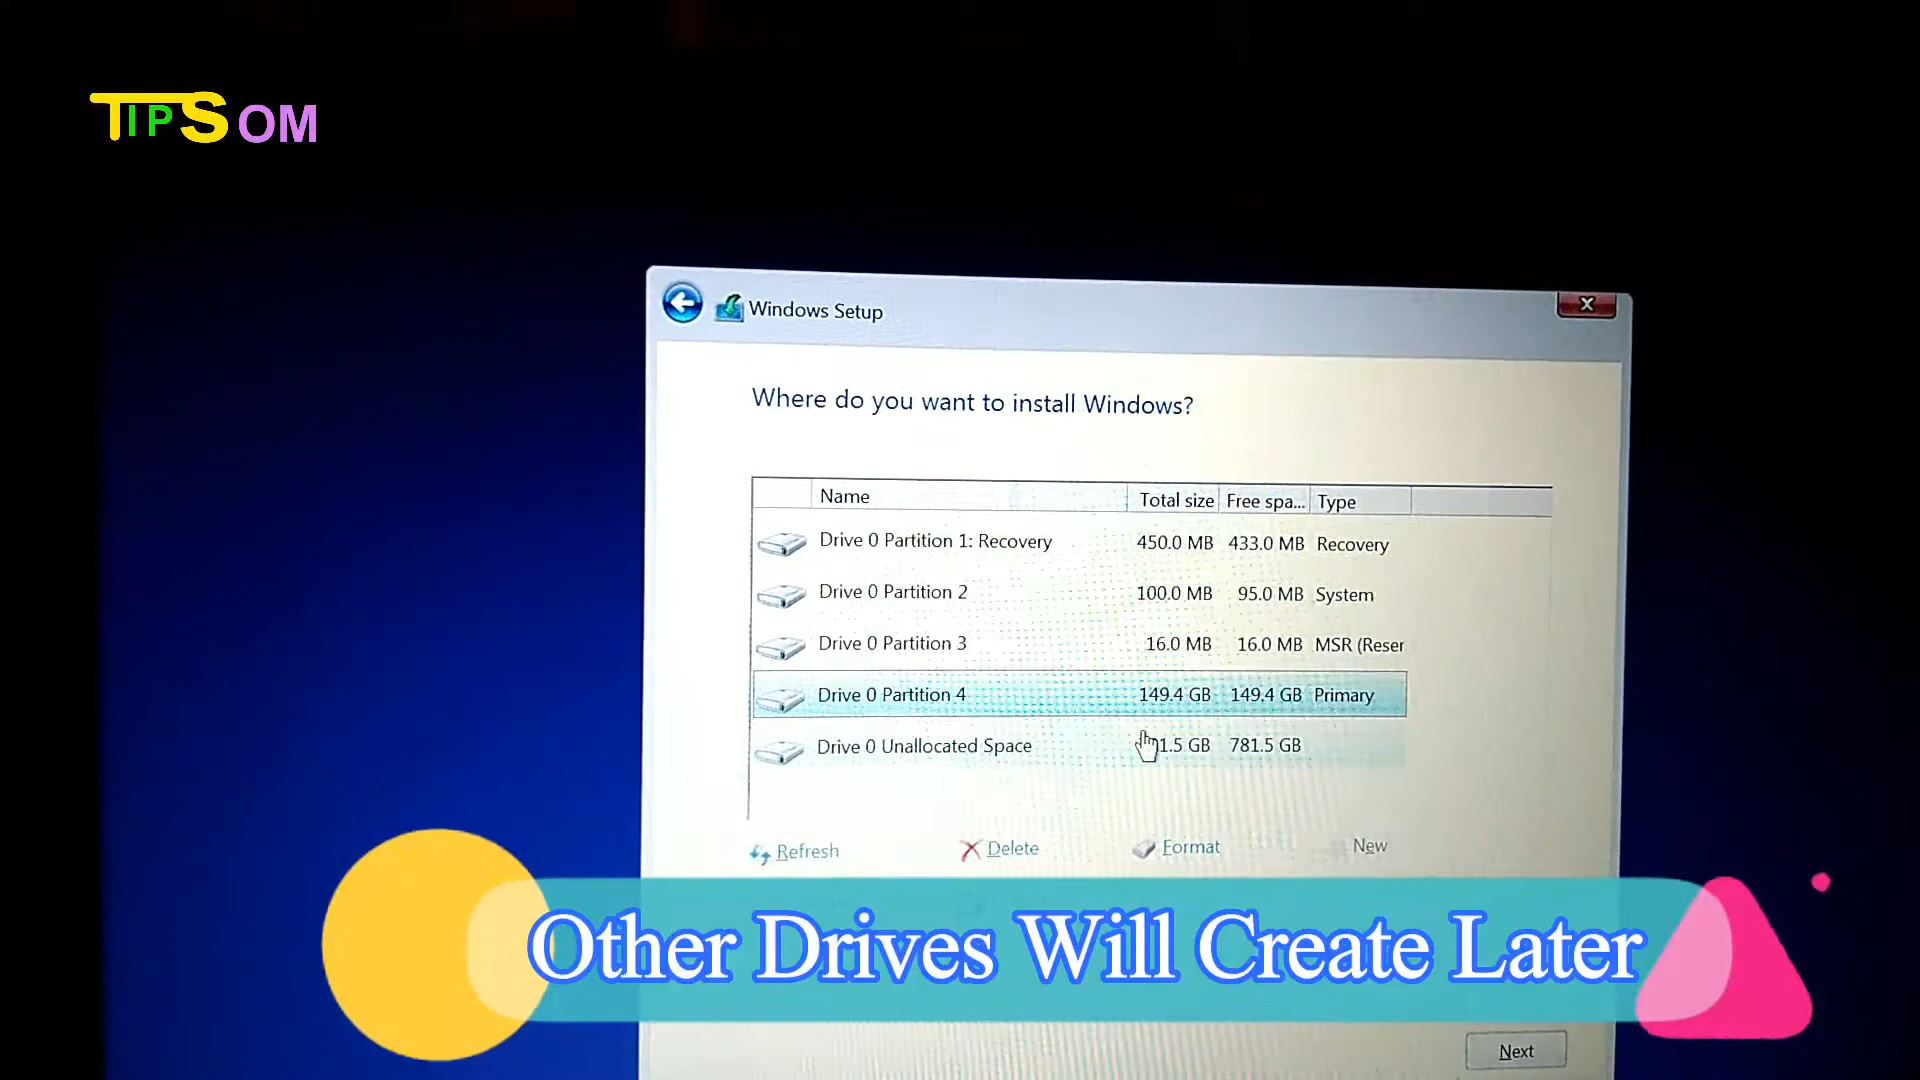 TIPSOM
Windows Setup
Where do you want to install Windows?
Name Total size Free spa... Type
Drive 0 Partition 1: Recovery 450.0 MB 433.0 MB Recovery
Drive 0 Partition 2 100.0 MB 95.0 MB System
Drive 0 Partition 3 16.0 MB 16.0 MB MSR (Reser
Drive 0 Partition 4 149.4 GB 149.4 GB Primary
Drive 0 Unallocated Space 1.5 GB 781.5 GB
Refresh Delete Format New
Other Drives Will Create Later
Next